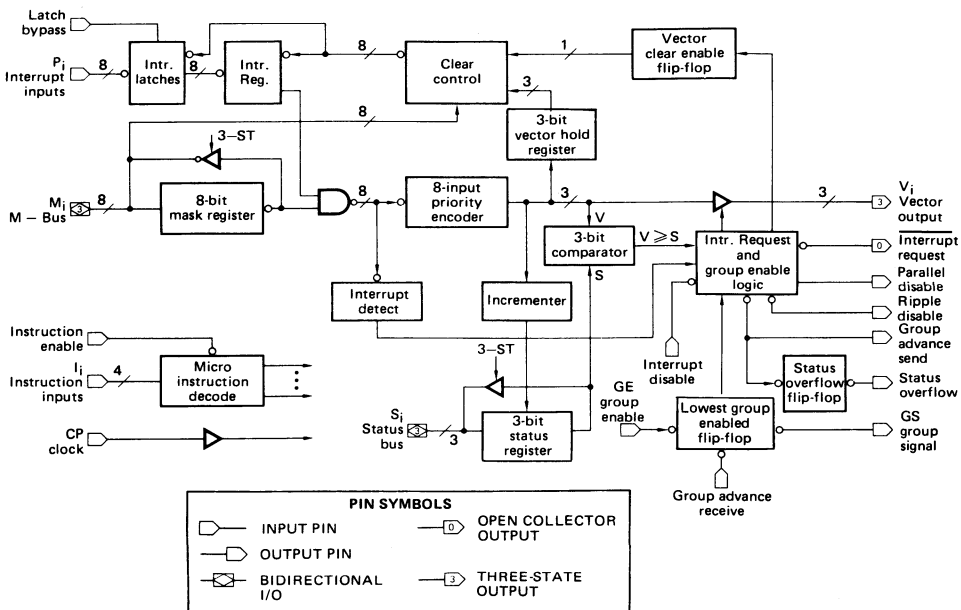 Latch
bypass
Pi
Interrupt
inputs
8
Intr.
latches
8
Intr.
Reg.
8
Clear
control
1
Vector
clear enable
flip-flop
3
3-bit
vector hold
register
8
3–ST
Mi
M – Bus
3
8
8-bit
mask register
8
8-input
priority
encoder
3
V
3-bit
comparator
V ⩾ S
S
3
3
Vi
Vector
output
Intr. Request
and
group enable
logic
0
Interrupt
request
Parallel
disable
Ripple
disable
Group
advance
send
Interrupt
detect
Incrementer
Interrupt
disable
Instruction
enable
Ii
Instruction
inputs
4
Micro
instruction
decode
3–ST
Si
Status
bus
3
3
3-bit
status
register
GE
group
enable
Lowest group
enabled
flip-flop
Status
overflow
flip-flop
Status
overflow
GS
group
signal
Group advance
receive
CP
clock
PIN SYMBOLS
INPUT PIN
OUTPUT PIN
BIDIRECTIONAL
I/O
0
OPEN COLLECTOR
OUTPUT
3
THREE-STATE
OUTPUT